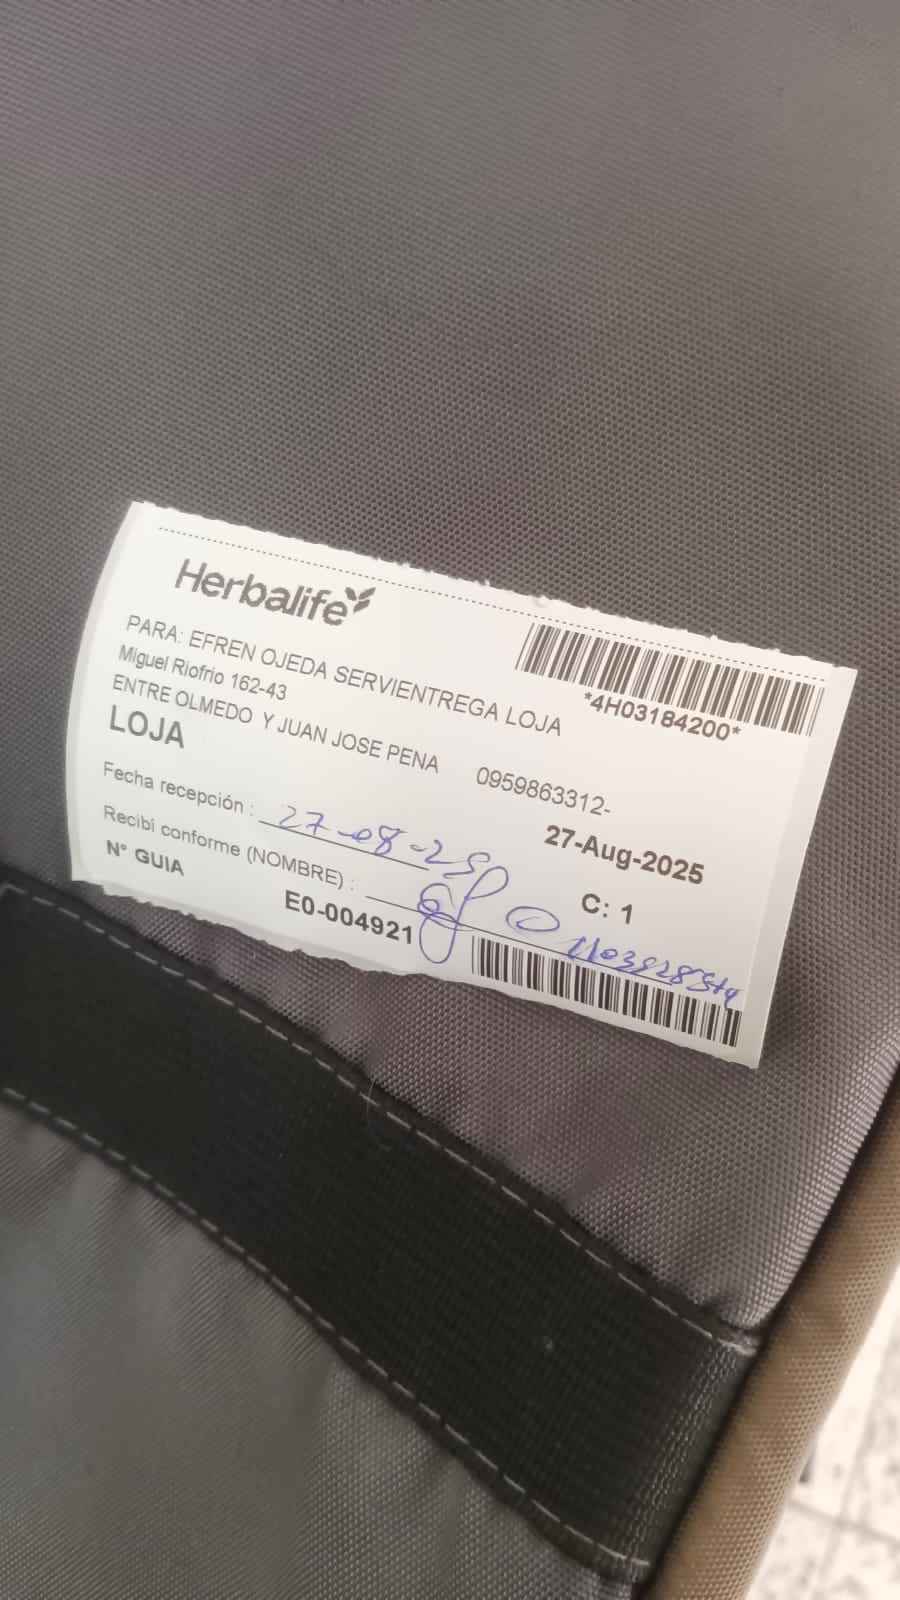 Herbalife
*4H03184200*
PARA: EFREN OJEDA SERVIENTREGA LOJA
Miguel Riofrio 162-43
ENTRE OLMEDO Y JUAN JOSE PENA 0959863312-
LOJA
27-Aug-2025
Fecha recepción : 27-08-25
C: 1
Recibí conforme (NOMBRE) :
N° GUIA
E0-004921